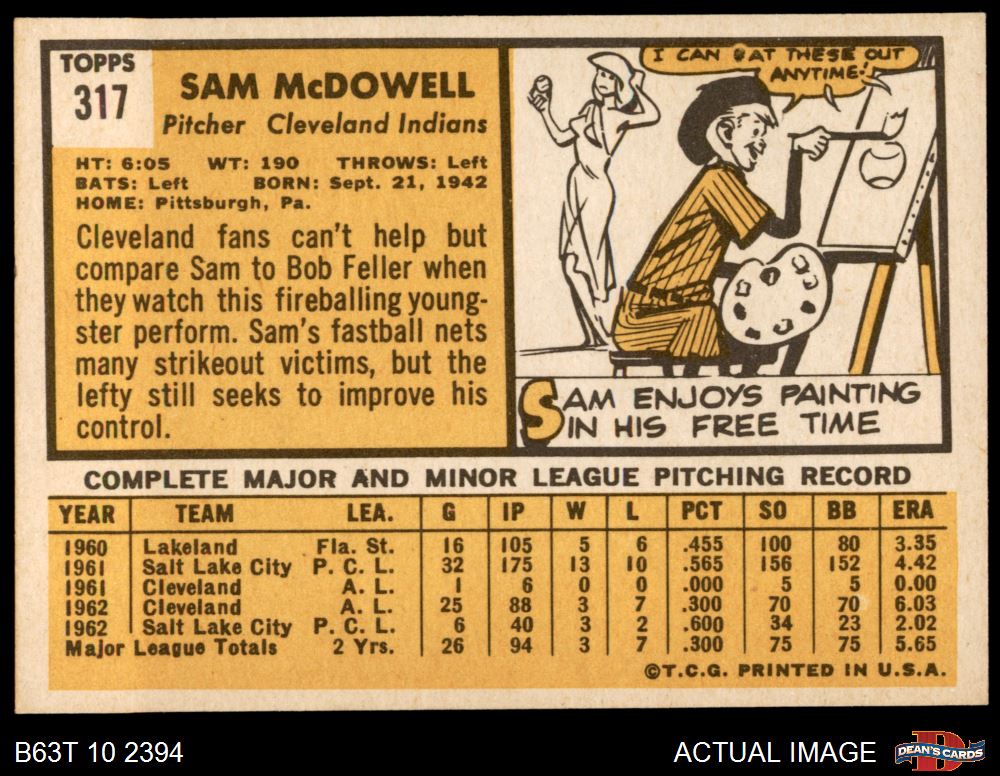 TOPPS
317
SAM McDOWELL
Pitcher Cleveland Indians
HT: 6:05 WT: 190 THROWS: Left
BATS: Left BORN: Sept. 21, 1942
HOME: Pittsburgh, Pa.
Cleveland fans can't help but
compare Sam to Bob Feller when
they watch this fireballing young-
ster perform. Sam's fastball nets
many strikeout victims, but the
lefty still seeks to improve his
control.
I CAN EAT THESE OUT
ANYTIME!
SAM ENJOYS PAINTING
IN HIS FREE TIME
COMPLETE MAJOR AND MINOR LEAGUE PITCHING RECORD
YEAR TEAM LEA. G IP W L PCT SO BB ERA
1960 Lakeland Fla. St. 16 105 5 6 .455 100 80 3.35
1961 Salt Lake City P. C. L. 32 175 13 10 .565 156 152 4.42
1961 Cleveland A. L. 1 6 0 0 .000 5 5 0.00
1962 Cleveland A. L. 25 88 3 7 .300 70 70 6.03
1962 Salt Lake City P. C. L. 6 40 3 2 .600 34 23 2.02
Major League Totals 2 Yrs. 26 94 3 7 .300 75 75 5.65
©T.C.G. PRINTED IN U.S.A.
B63T 10 2394
ACTUAL IMAGE
DEAN'S CARDS